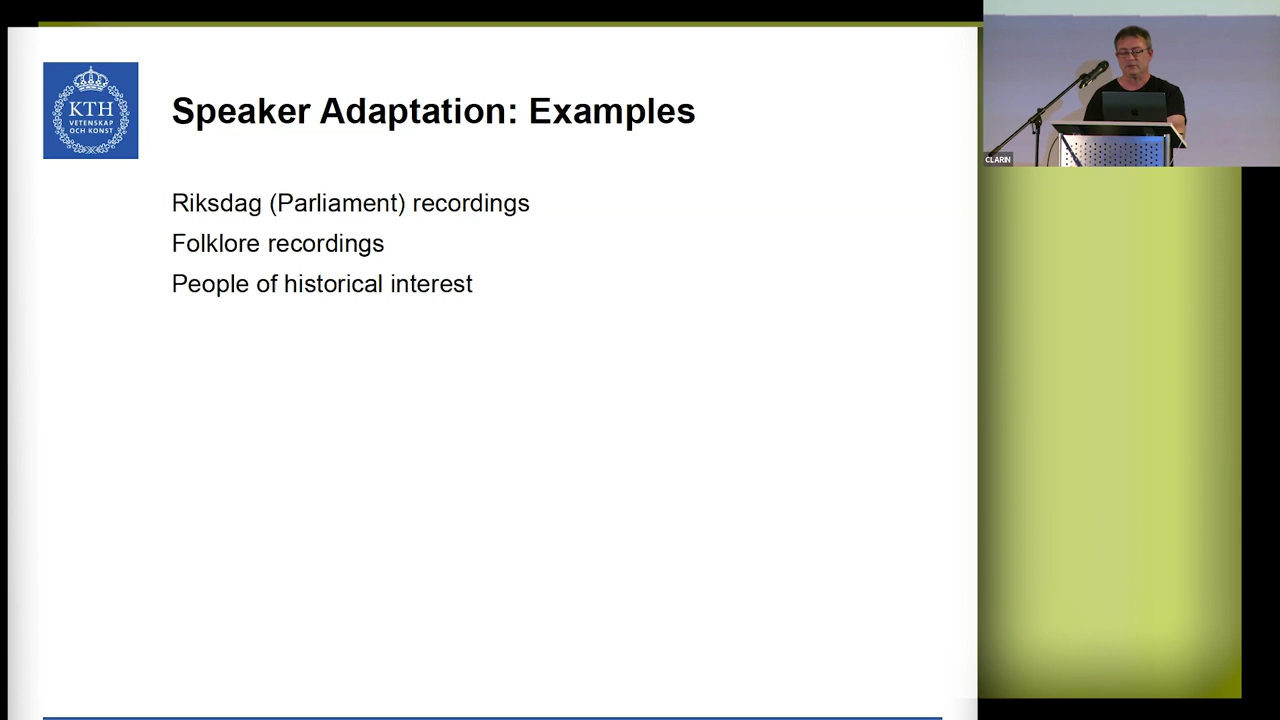 KTH
VETENSKAP
OCH KONST
Speaker Adaptation: Examples
Riksdag (Parliament) recordings
Folklore recordings
People of historical interest
CLARIN